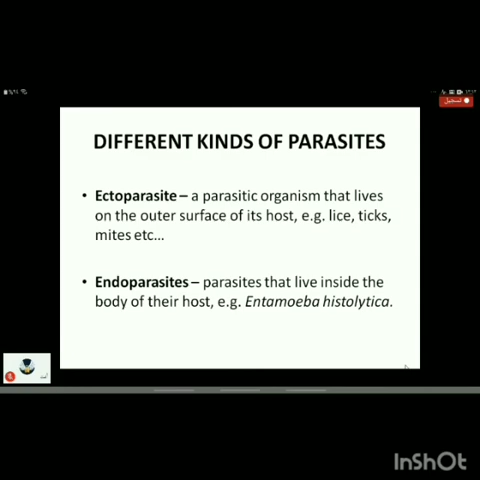 تسجيل
DIFFERENT KINDS OF PARASITES
• Ectoparasite – a parasitic organism that lives
on the outer surface of its host, e.g. lice, ticks,
mites etc...
• Endoparasites – parasites that live inside the
body of their host, e.g. Entamoeba histolytica.
InShOt